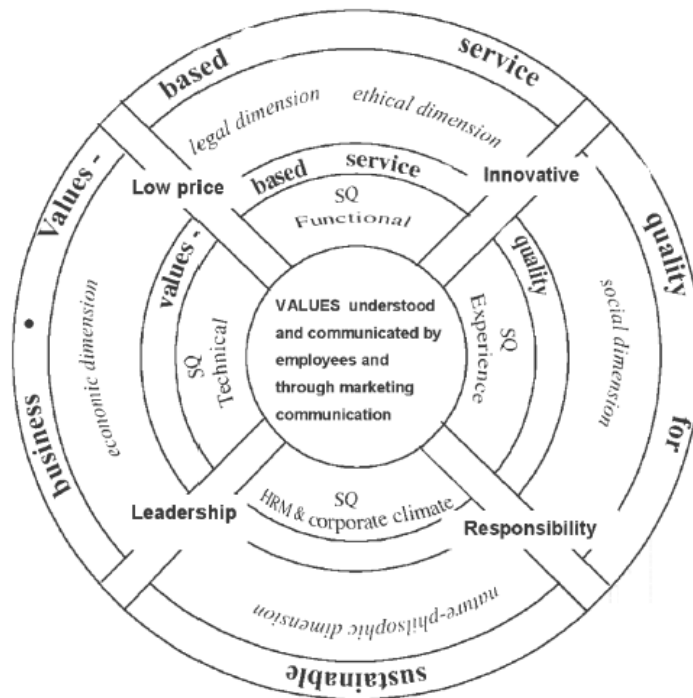 Values - based service quality for sustainable business •
legal dimension
ethical dimension
social dimension
nature-philsophic dimension
economic dimension
Low price
Innovative
Responsibility
Leadership
values - based service quality
SQ
Functional
SQ
Experience
SQ
HRM & corporate climate
SQ
Technical
VALUES understood
and communicated by
employees and
through marketing
communication